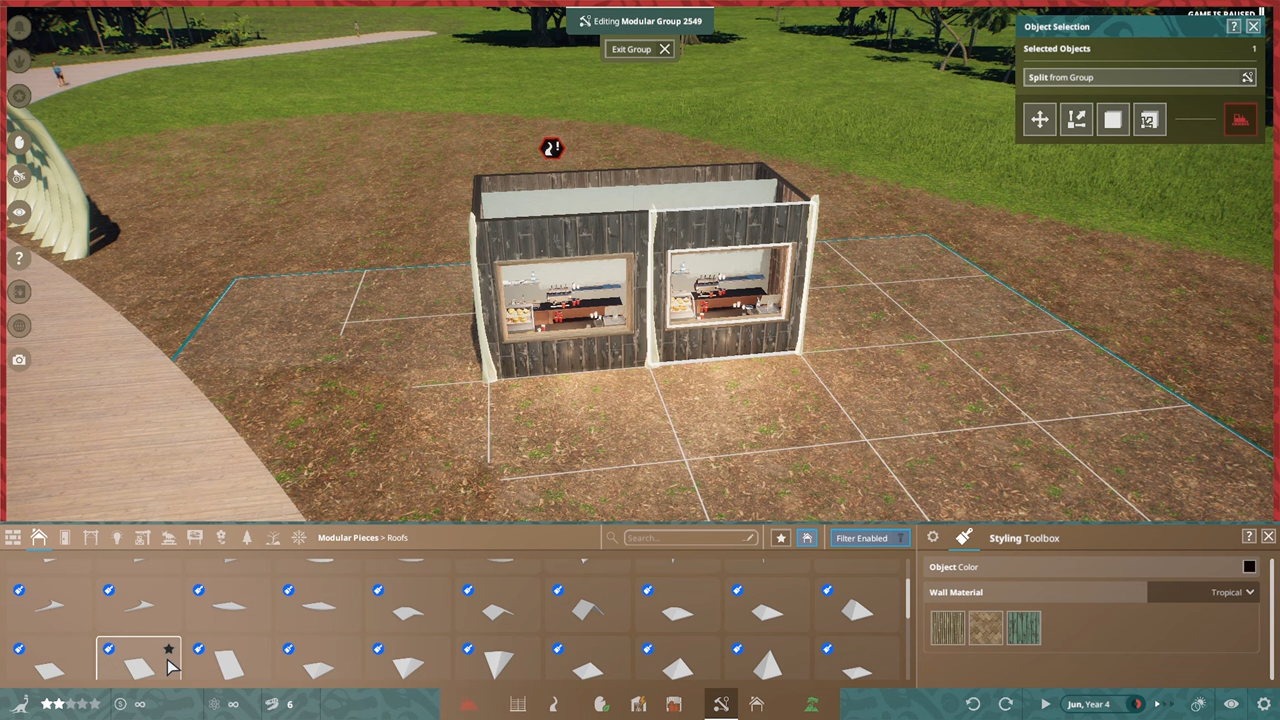 Editing Modular Group 2549
Exit Group
GAME IS PAUSED
Object Selection
?
Selected Objects
1
Split from Group
12
?
Modular Pieces > Roofs
Search...
Filter Enabled
Styling Toolbox
?
Object Color
Wall Material
Tropical
∞
∞
6
Jun, Year 4